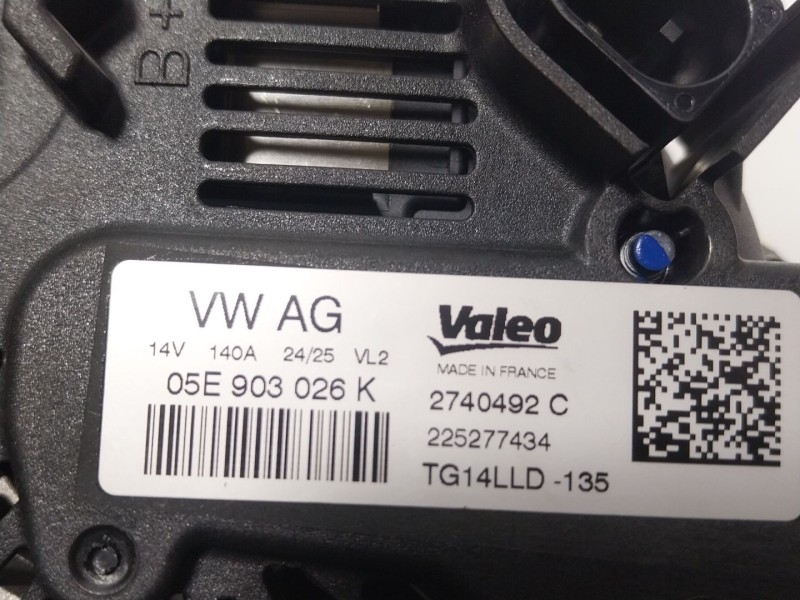 B+
VW AG
14V 140A 24/25 VL2
05E 903 026 K
Valeo
MADE IN FRANCE
2740492 C
225277434
TG14LLD -135